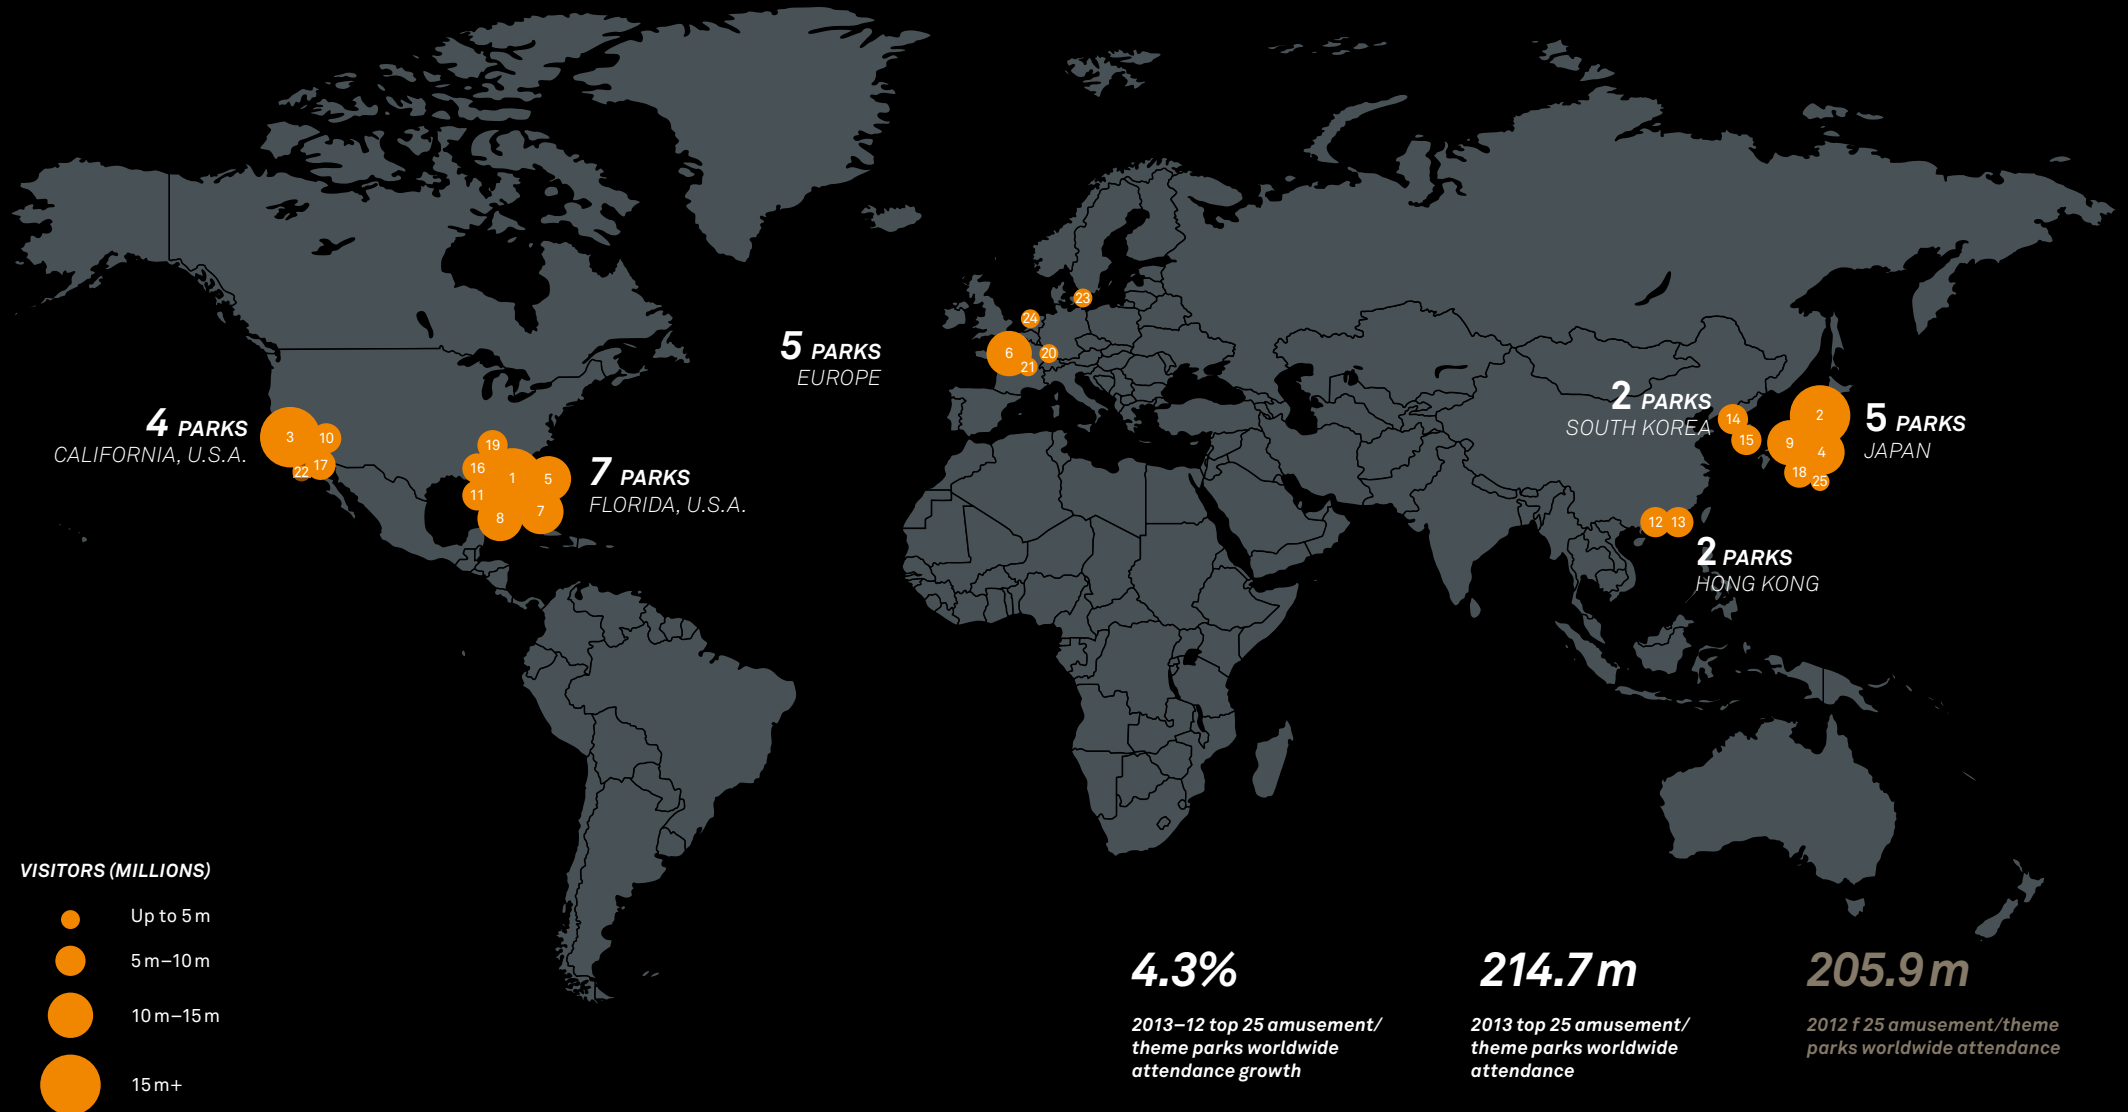 23
24
6
20
21
5 PARKS
EUROPE
4 PARKS
CALIFORNIA, U.S.A.
3
10
22
17
19
16
1
5
11
8
7
7 PARKS
FLORIDA, U.S.A.
2 PARKS
SOUTH KOREA
14
15
2
9
4
18
25
5 PARKS
JAPAN
12
13
2 PARKS
HONG KONG
VISITORS (MILLIONS)
Up to 5 m
5 m–10 m
10 m–15 m
15 m+
4.3%
2013–12 top 25 amusement/
theme parks worldwide
attendance growth
214.7 m
2013 top 25 amusement/
theme parks worldwide
attendance
205.9 m
2012 f 25 amusement/theme
parks worldwide attendance